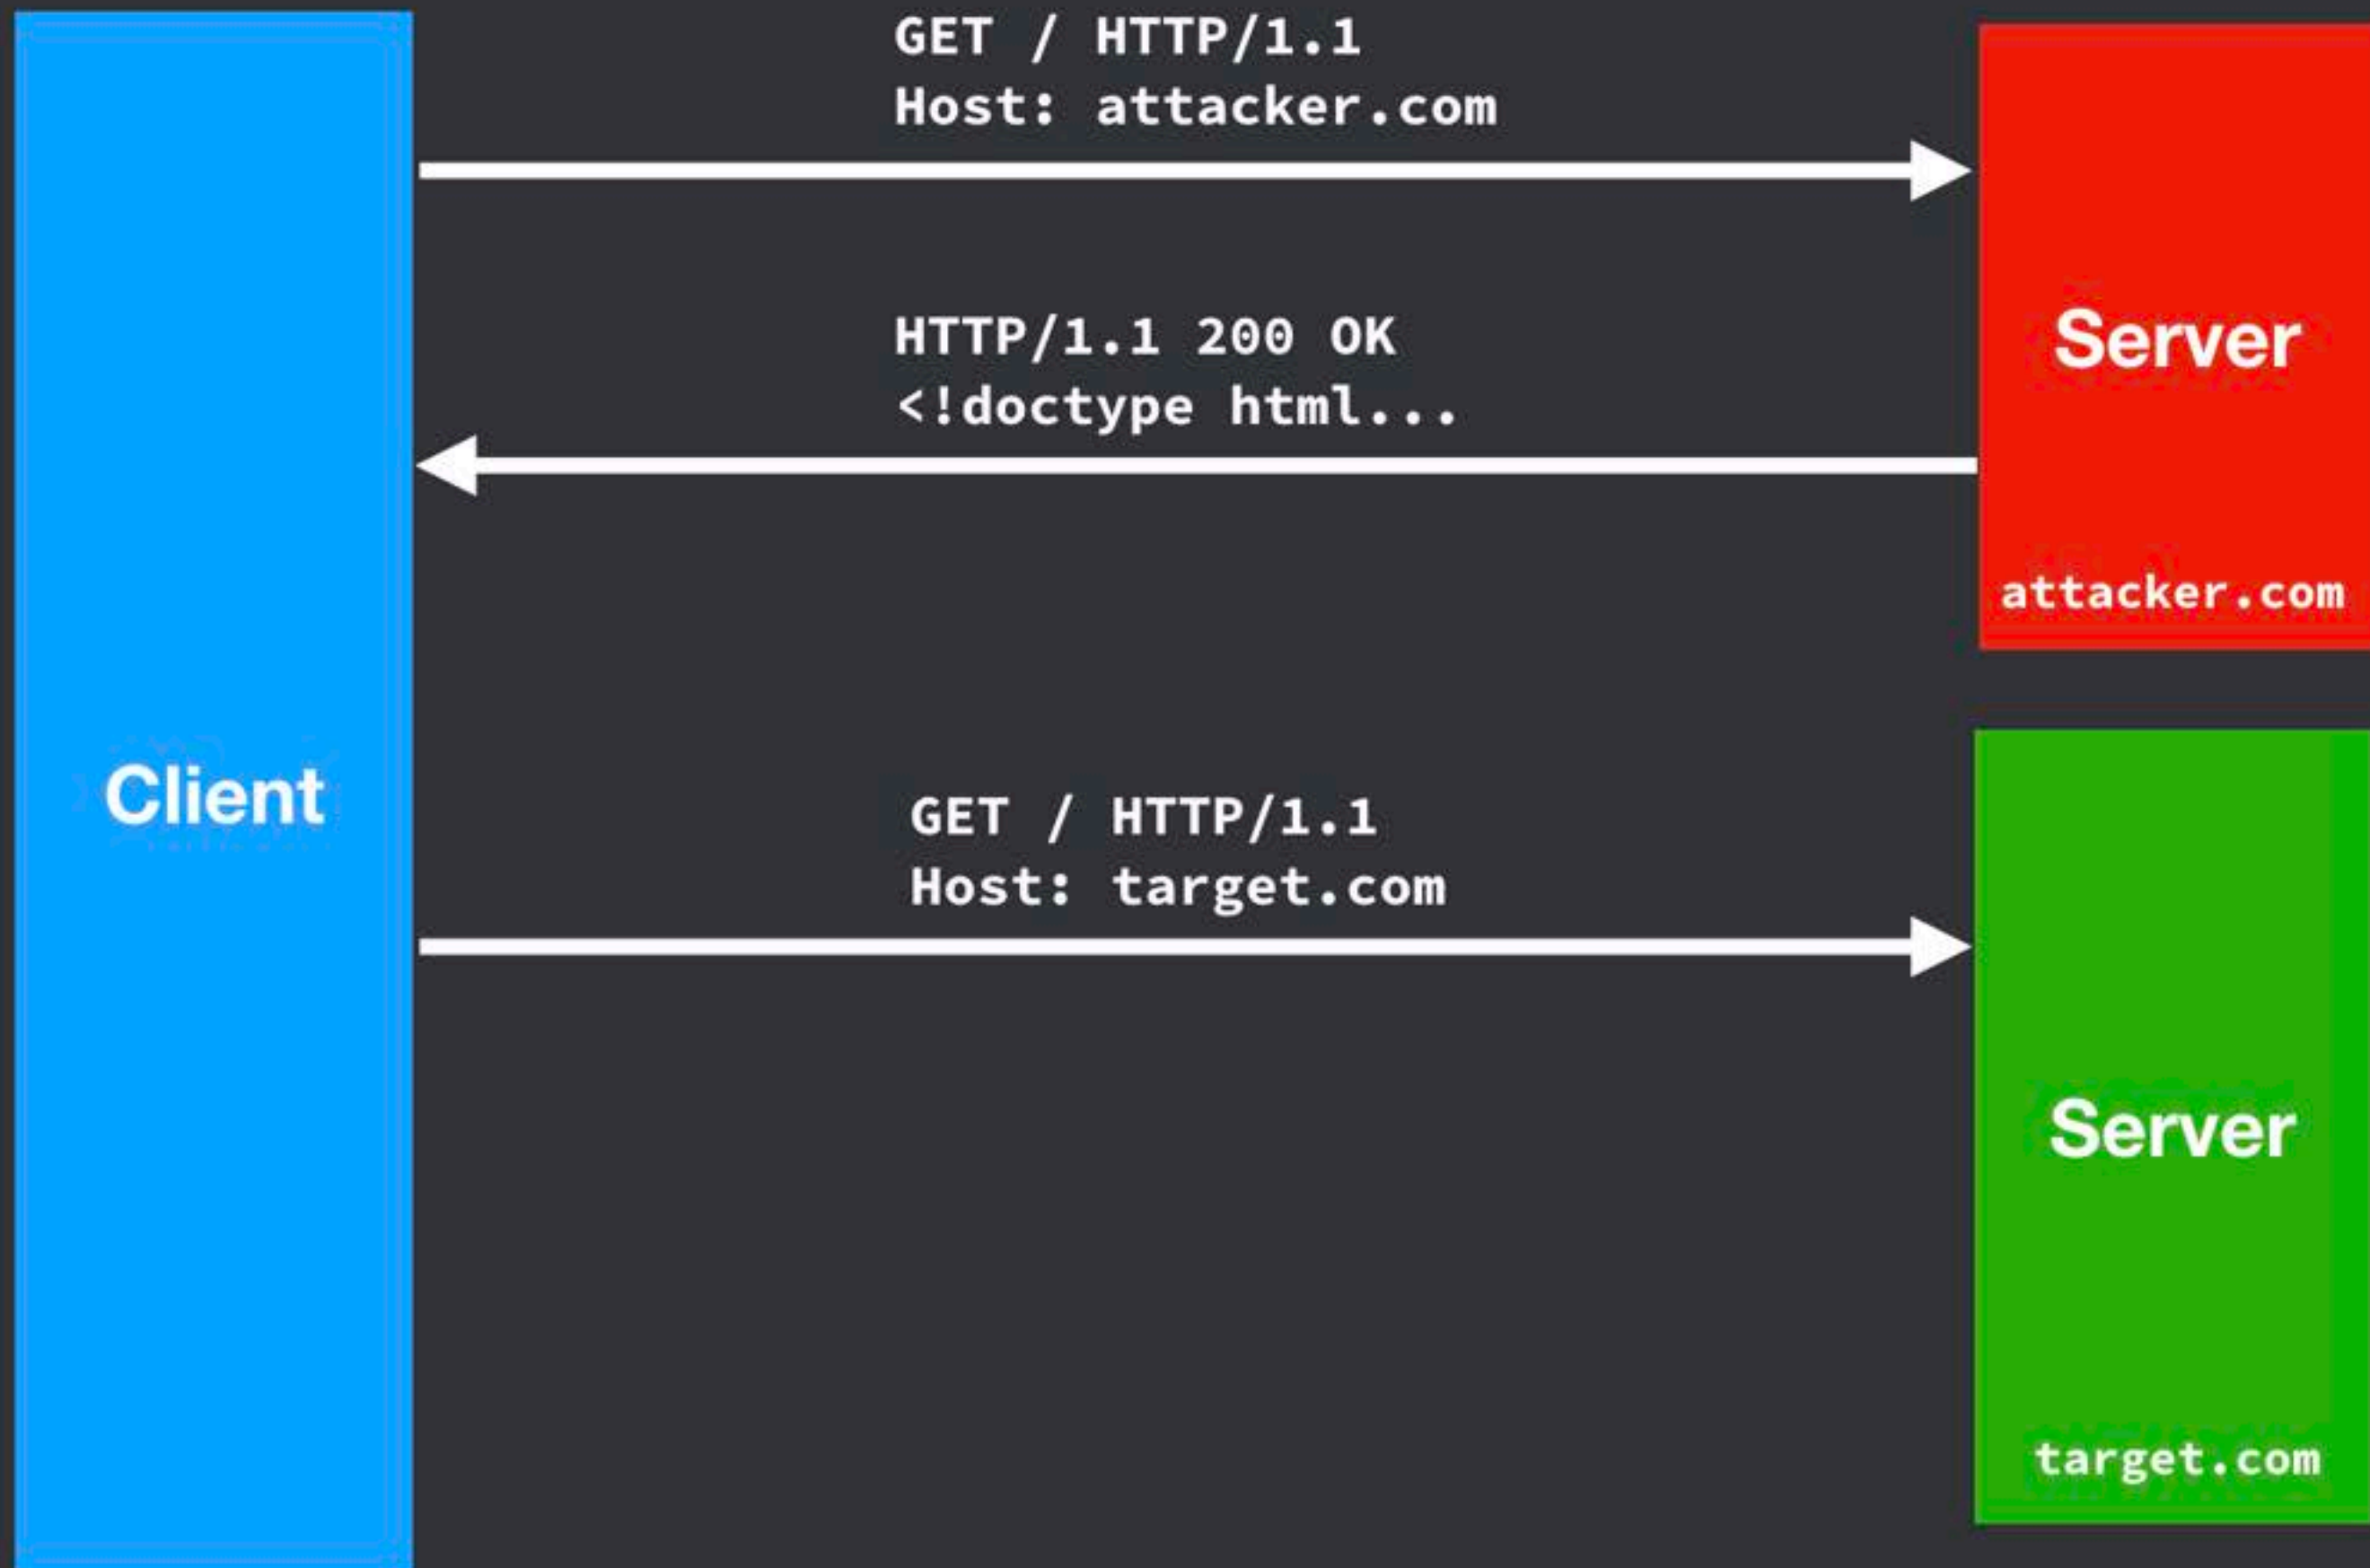 GET / HTTP/1.1
Host: attacker.com
HTTP/1.1 200 OK
<!doctype html...
Server
attacker.com
Client
GET / HTTP/1.1
Host: target.com
Server
target.com